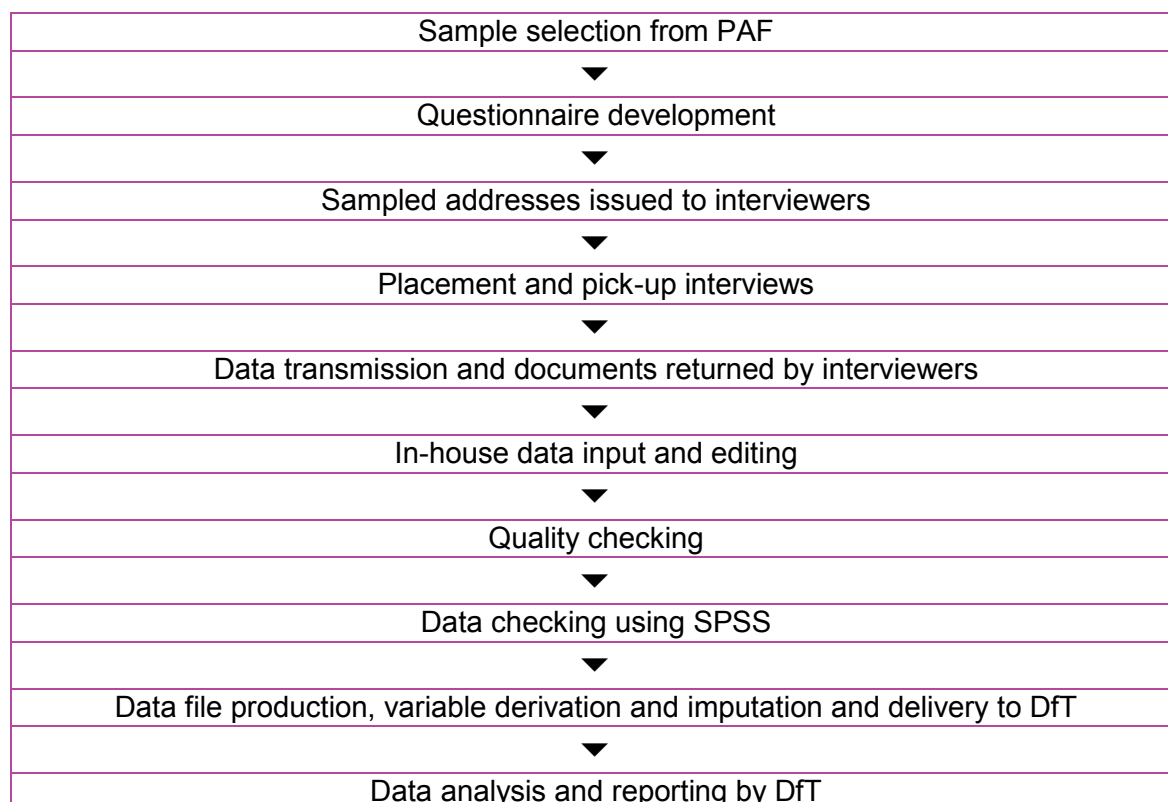 Sample selection from PAF
Questionnaire development
Sampled addresses issued to interviewers
Placement and pick-up interviews
Data transmission and documents returned by interviewers
In-house data input and editing
Quality checking
Data checking using SPSS
Data file production, variable derivation and imputation and delivery to DfT
Data analysis and reporting by DfT